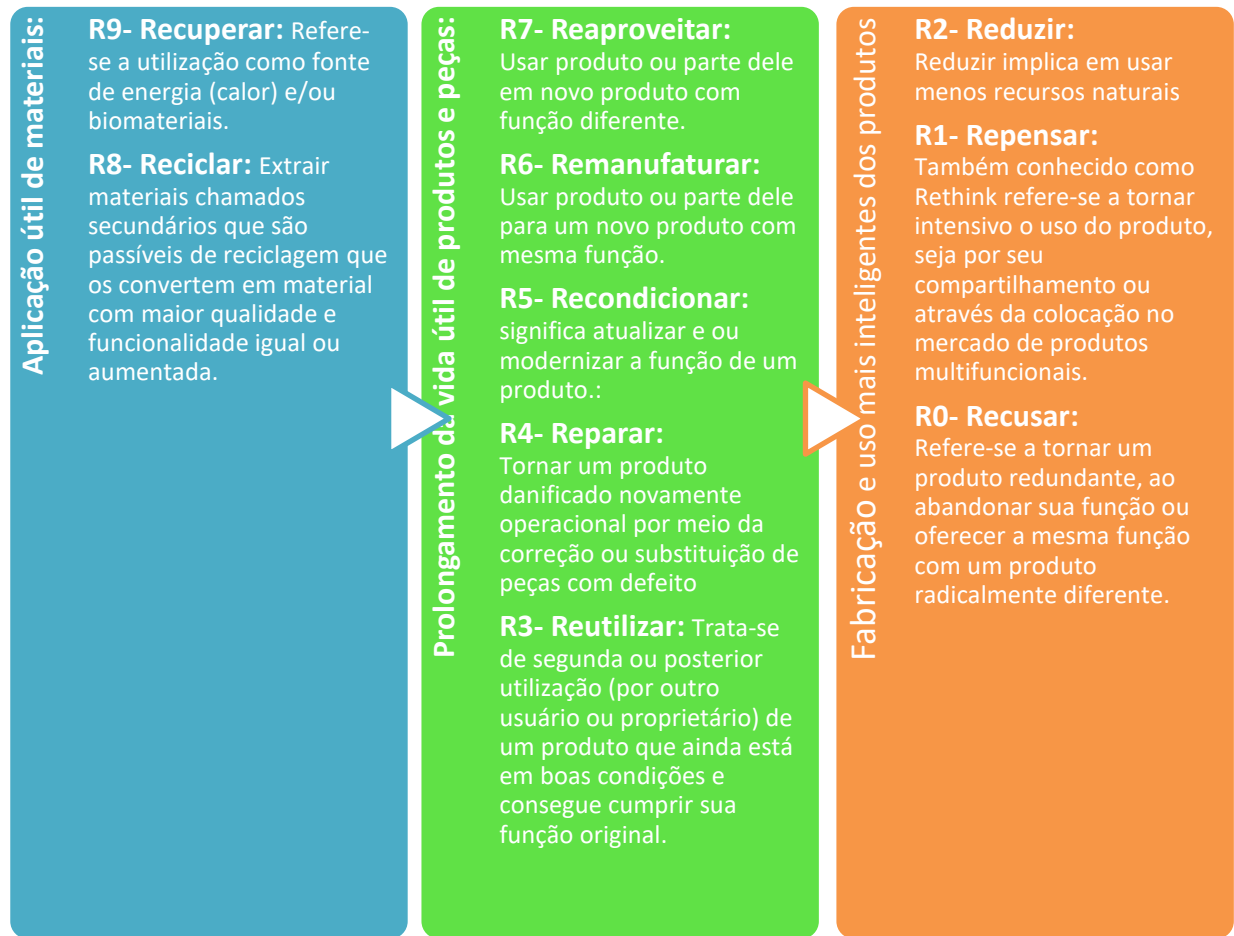 Aplicação útil de materiais:
R9- Recuperar: Refere-
se a utilização como fonte
de energia (calor) e/ou
biomateriais.
R8- Reciclar: Extrair
materiais chamados
secundários que são
passíveis de reciclagem que
os convertem em material
com maior qualidade e
funcionalidade igual ou
aumentada.
Prolongamento da vida útil de produtos e peças:
R7- Reaproveitar:
Usar produto ou parte dele
em novo produto com
função diferente.
R6- Remanufaturar:
Usar produto ou parte dele
para um novo produto com
mesma função.
R5- Recondicionar:
significa atualizar e ou
modernizar a função de um
produto.:
R4- Reparar:
Tornar um produto
danificado novamente
operacional por meio da
correção ou substituição de
peças com defeito
R3- Reutilizar: Trata-se
de segunda ou posterior
utilização (por outro
usuário ou proprietário) de
um produto que ainda está
em boas condições e
consegue cumprir sua
função original.
Fabricação e uso mais inteligentes dos produtos
R2- Reduzir:
Reduzir implica em usar
menos recursos naturais
R1- Repensar:
Também conhecido como
Rethink refere-se a tornar
intensivo o uso do produto,
seja por seu
compartilhamento ou
através da colocação no
mercado de produtos
multifuncionais.
R0- Recusar:
Refere-se a tornar um
produto redundante, ao
abandonar sua função ou
oferecer a mesma função
com um produto
radicalmente diferente.